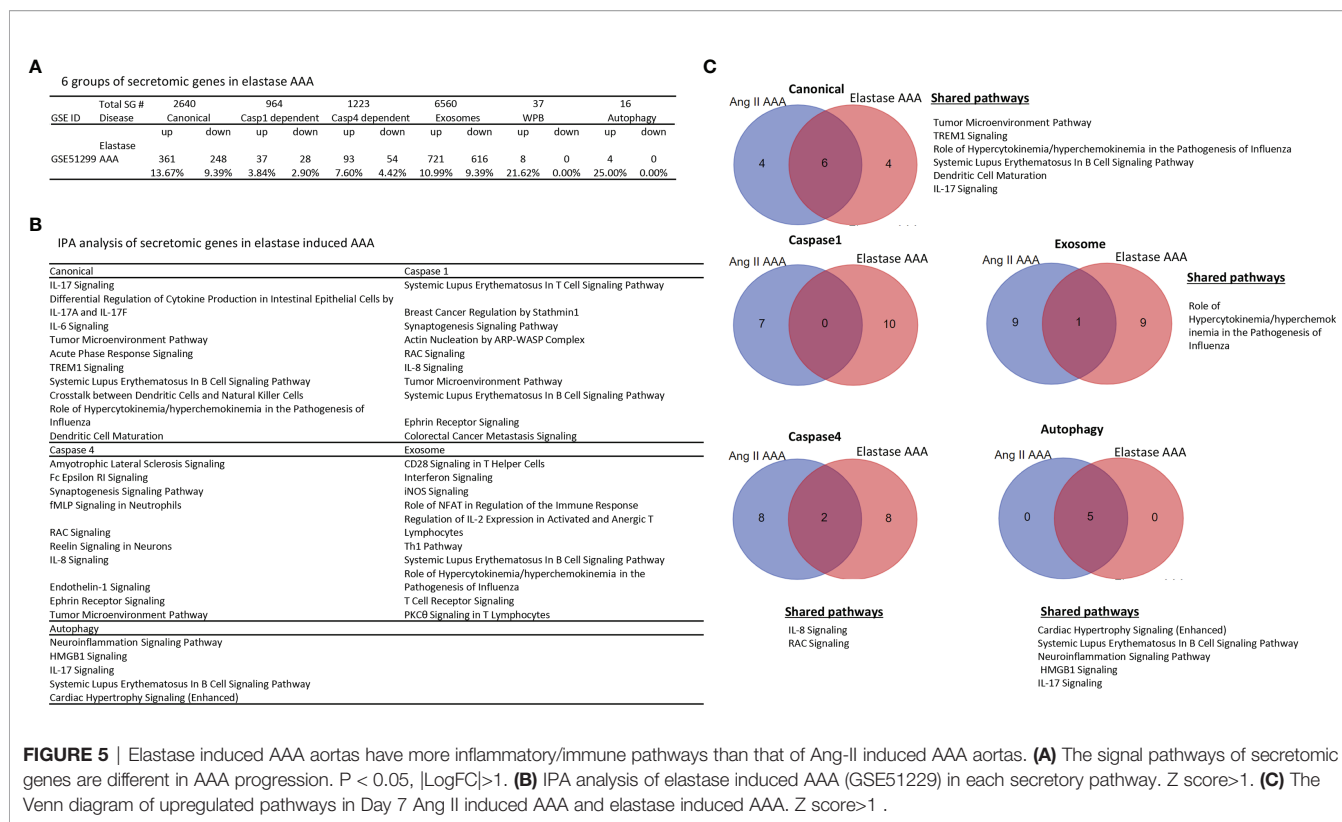 A
6 groups of secretomic genes in elastase AAA
Total SG # 2640 964 1223 6560 37 16
GSE ID Disease Canonical Casp1 dependent Casp4 dependent Exosomes WPB Autophagy
up down up down up down up down up down up down
Elastase
GSE51299 AAA 361 248 37 28 93 54 721 616 8 0 4 0
13.67% 9.39% 3.84% 2.90% 7.60% 4.42% 10.99% 9.39% 21.62% 0.00% 25.00% 0.00%
B
IPA analysis of secretomic genes in elastase induced AAA
Canonical Caspase 1
IL-17 Signaling Systemic Lupus Erythematosus In T Cell Signaling Pathway
Differential Regulation of Cytokine Production in Intestinal Epithelial Cells by
IL-17A and IL-17F Breast Cancer Regulation by Stathmin1
IL-6 Signaling Synaptogenesis Signaling Pathway
Tumor Microenvironment Pathway Actin Nucleation by ARP-WASP Complex
Acute Phase Response Signaling RAC Signaling
TREM1 Signaling IL-8 Signaling
Systemic Lupus Erythematosus In B Cell Signaling Pathway Tumor Microenvironment Pathway
Crosstalk between Dendritic Cells and Natural Killer Cells Systemic Lupus Erythematosus In B Cell Signaling Pathway
Role of Hypercytokinemia/hyperchemokinemia in the Pathogenesis of
Influenza Ephrin Receptor Signaling
Dendritic Cell Maturation Colorectal Cancer Metastasis Signaling
Caspase 4 Exosome
Amyotrophic Lateral Sclerosis Signaling CD28 Signaling in T Helper Cells
Fc Epsilon RI Signaling Interferon Signaling
Synaptogenesis Signaling Pathway iNOS Signaling
fMLP Signaling in Neutrophils Role of NFAT in Regulation of the Immune Response
Regulation of IL-2 Expression in Activated and Anergic T
RAC Signaling Lymphocytes
Reelin Signaling in Neurons Th1 Pathway
IL-8 Signaling Systemic Lupus Erythematosus In B Cell Signaling Pathway
Role of Hypercytokinemia/hyperchemokinemia in the
Endothelin-1 Signaling Pathogenesis of Influenza
Ephrin Receptor Signaling T Cell Receptor Signaling
Tumor Microenvironment Pathway PKCθ Signaling in T Lymphocytes
Autophagy
Neuroinflammation Signaling Pathway
HMGB1 Signaling
IL-17 Signaling
Systemic Lupus Erythematosus In B Cell Signaling Pathway
Cardiac Hypertrophy Signaling (Enhanced)
C
Canonical
Ang II AAA Elastase AAA
4 6 4
Shared pathways
Tumor Microenvironment Pathway
TREM1 Signaling
Role of Hypercytokinemia/hyperchemokinemia in the Pathogenesis of Influenza
Systemic Lupus Erythematosus In B Cell Signaling Pathway
Dendritic Cell Maturation
IL-17 Signaling
Caspase1
Ang II AAA Elastase AAA
7 0 10
Exosome
Ang II AAA Elastase AAA
9 1 9
Shared pathways
Role of
Hypercytokinemia/hyperchemok
inemia in the Pathogenesis of
Influenza
Caspase4
Ang II AAA Elastase AAA
8 2 8
Shared pathways
IL-8 Signaling
RAC Signaling
Autophagy
Ang II AAA Elastase AAA
0 5 0
Shared pathways
Cardiac Hypertrophy Signaling (Enhanced)
Systemic Lupus Erythematosus In B Cell Signaling Pathway
Neuroinflammation Signaling Pathway
HMGB1 Signaling
IL-17 Signaling
FIGURE 5 | Elastase induced AAA aortas have more inflammatory/immune pathways than that of Ang-II induced AAA aortas. (A) The signal pathways of secretomic
genes are different in AAA progression. P < 0.05, |LogFC|>1. (B) IPA analysis of elastase induced AAA (GSE51229) in each secretory pathway. Z score>1. (C) The
Venn diagram of upregulated pathways in Day 7 Ang II induced AAA and elastase induced AAA. Z score>1 .